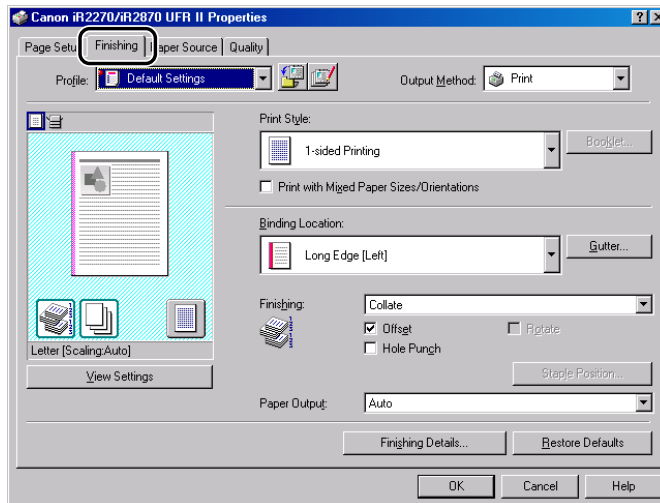 Canon iR2270/iR2870 UFR II Properties
Page Setu Finishing aper Source Quality
Profile: Default Settings Output Method: Print
Print Style:
1-sided Printing Booklet...
Print with Mixed Paper Sizes/Orientations
Binding Location:
Long Edge [Left] Gutter...
Finishing: Collate
Offset Rotate
Hole Punch
Letter [Scaling:Auto]
View Settings Staple Position...
Paper Output: Auto
Finishing Details... Restore Defaults
OK Cancel Help